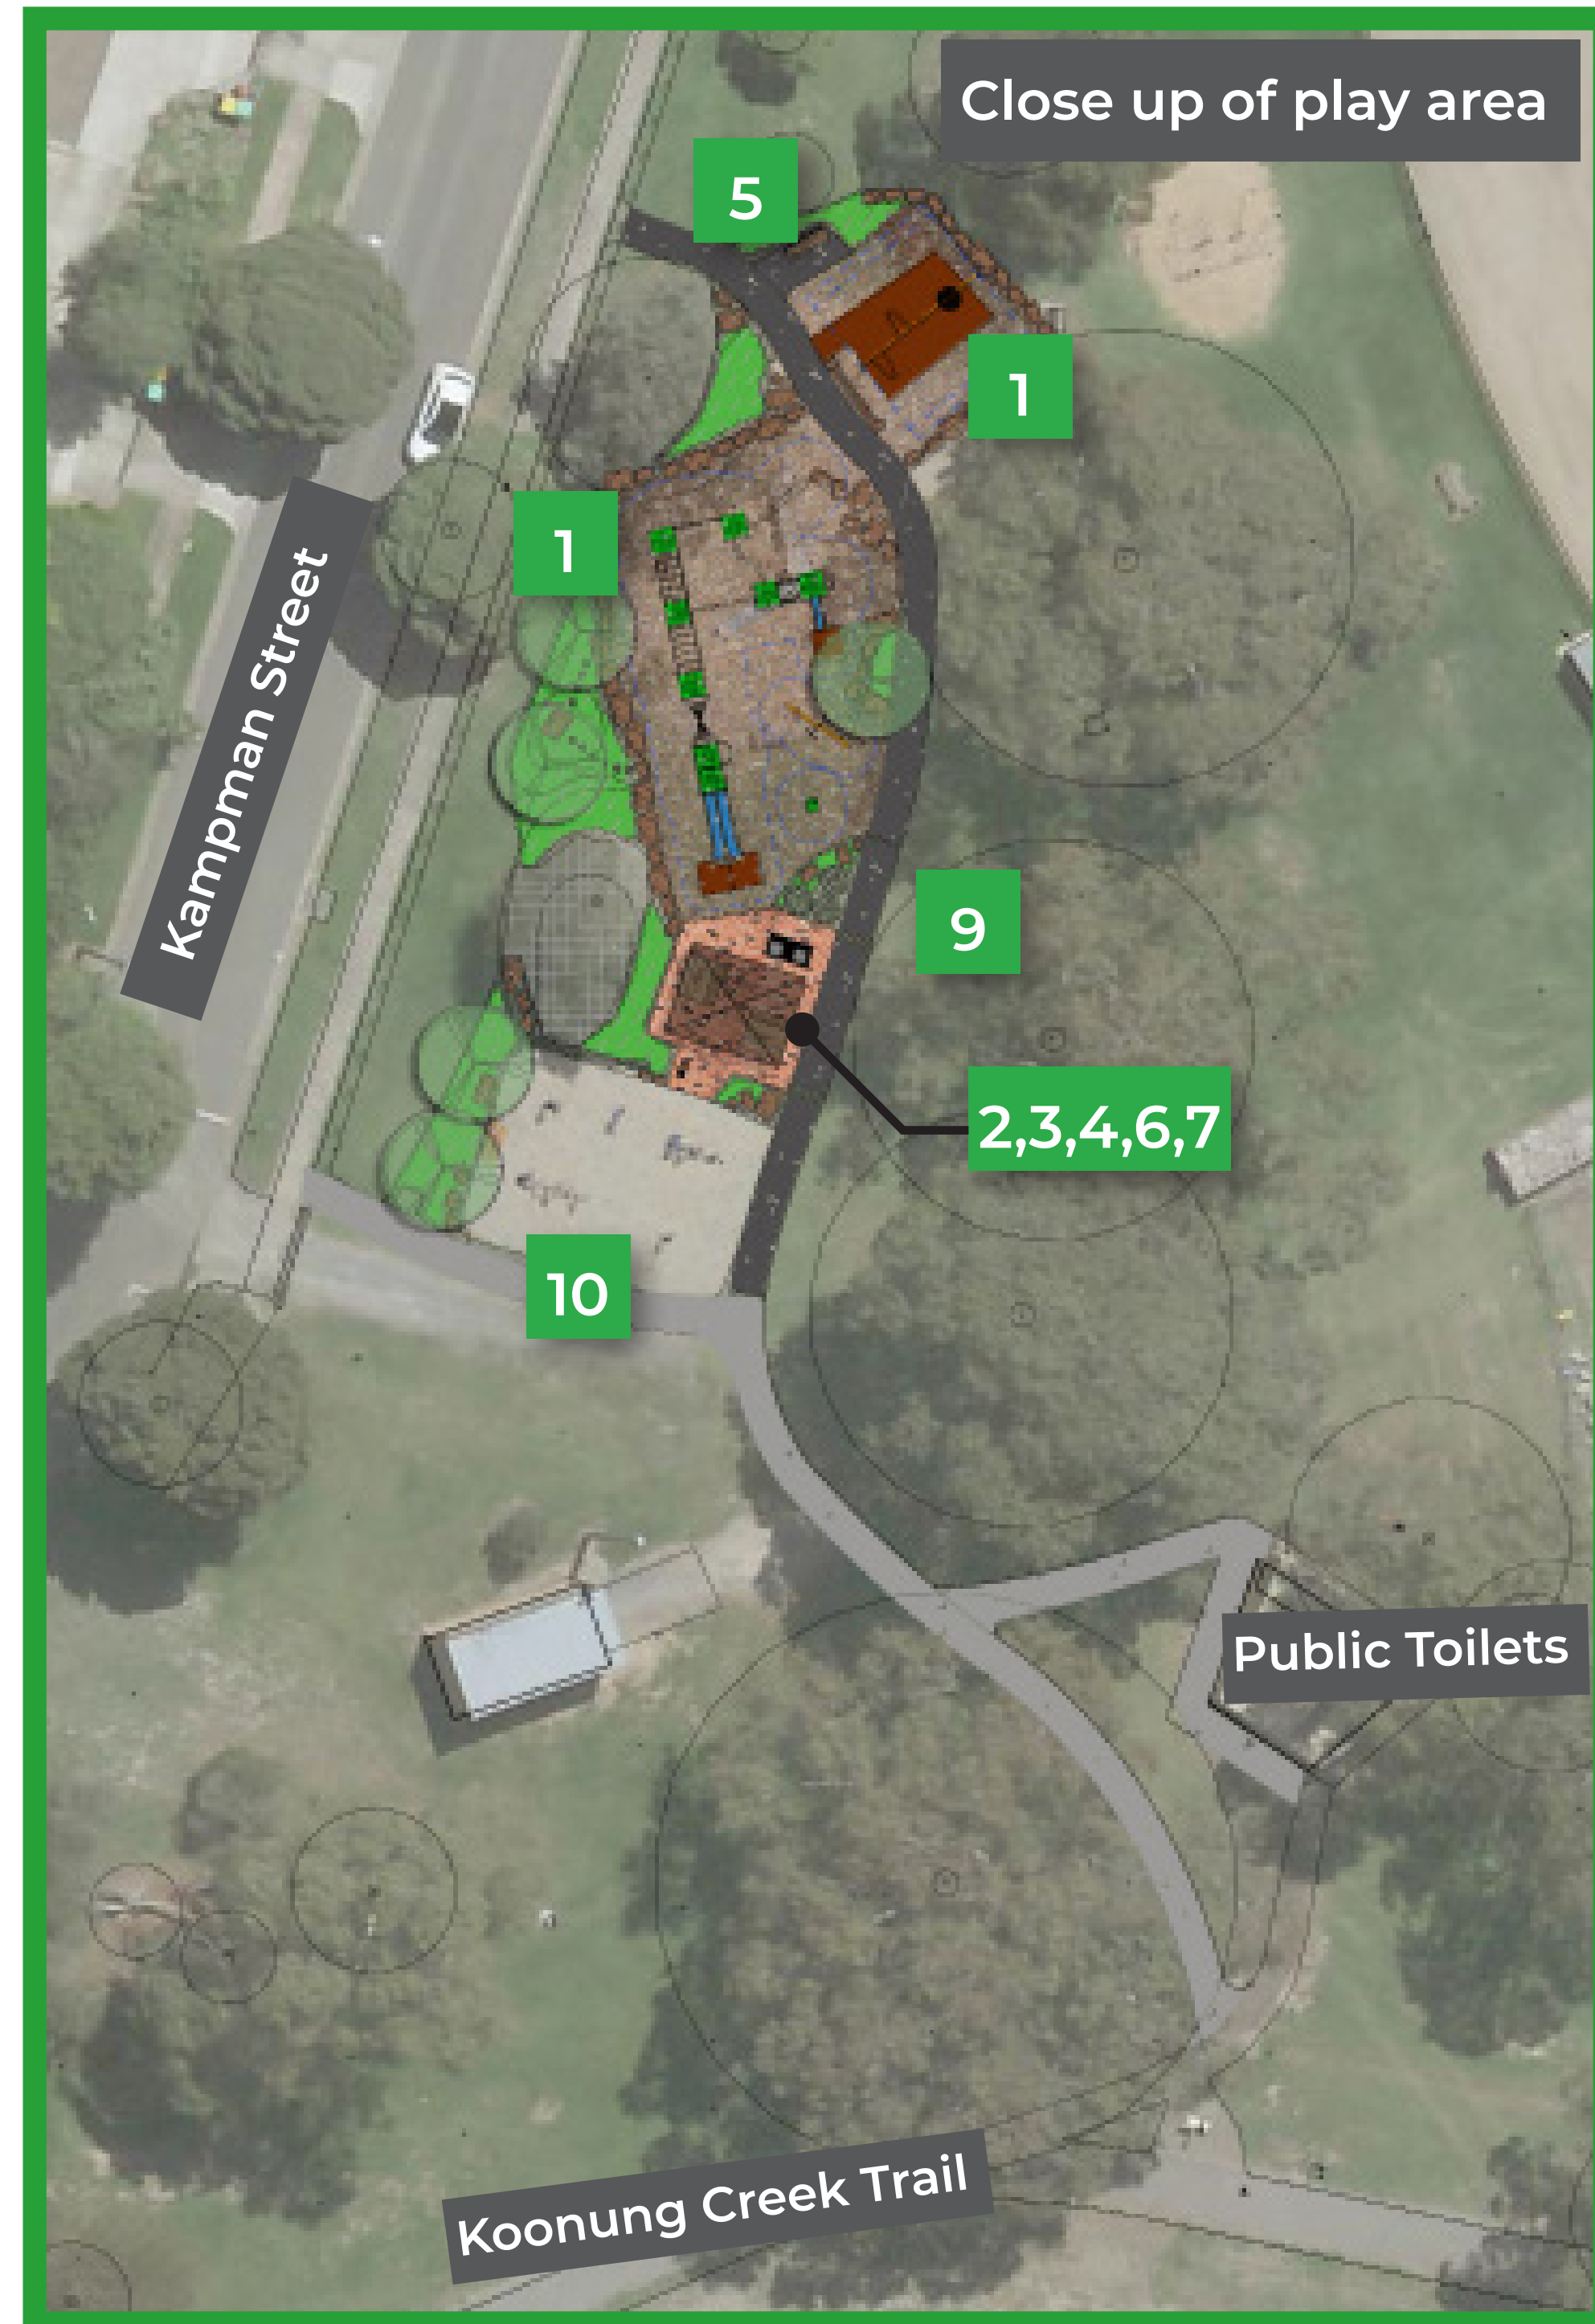 Close up of play area
5
1
1
Kampman Street
9
2,3,4,6,7
10
Public Toilets
Koonung Creek Trail